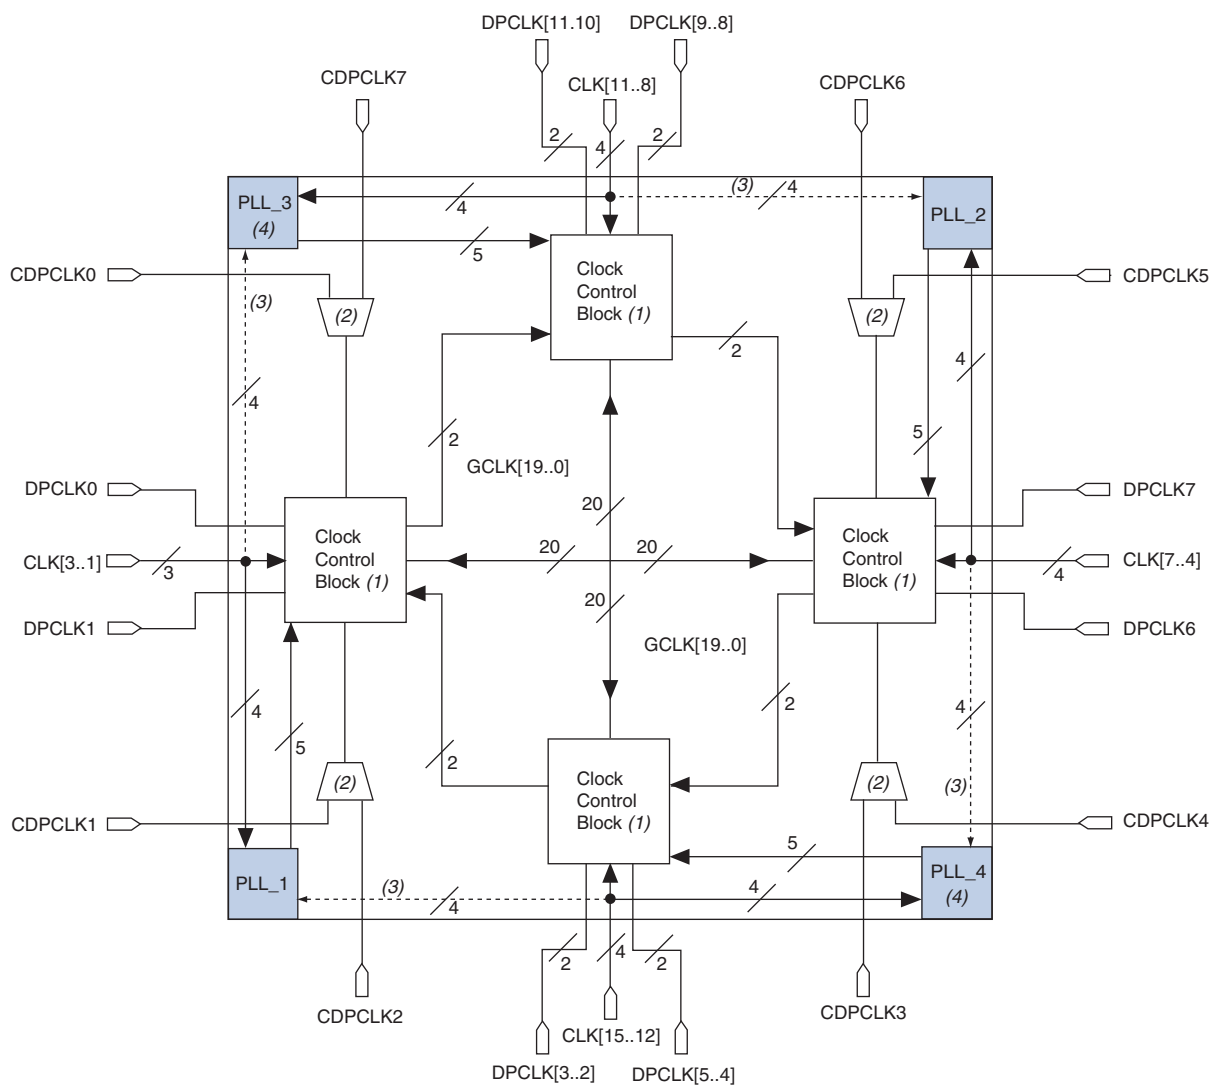 DPCLK[11.10]
DPCLK[9..8]
CDPCLK7
CLK[11..8]
CDPCLK6
2
4
2
PLL_3
(4)
4
(3)
4
PLL_2
5
CDPCLK0
(3)
(2)
Clock
Control
Block (1)
(2)
CDPCLK5
2
4
4
2
5
GCLK[19..0]
DPCLK0
20
DPCLK7
CLK[3..1]
3
Clock
Control
Block (1)
20
20
Clock
Control
Block (1)
4
CLK[7..4]
20
DPCLK1
DPCLK6
GCLK[19..0]
4
5
2
2
4
(2)
Clock
Control
Block (1)
(2)
(3)
CDPCLK1
CDPCLK4
5
PLL_1
(3)
4
4
PLL_4
(4)
2
4
2
CDPCLK2
CLK[15..12]
CDPCLK3
DPCLK[3..2]
DPCLK[5..4]